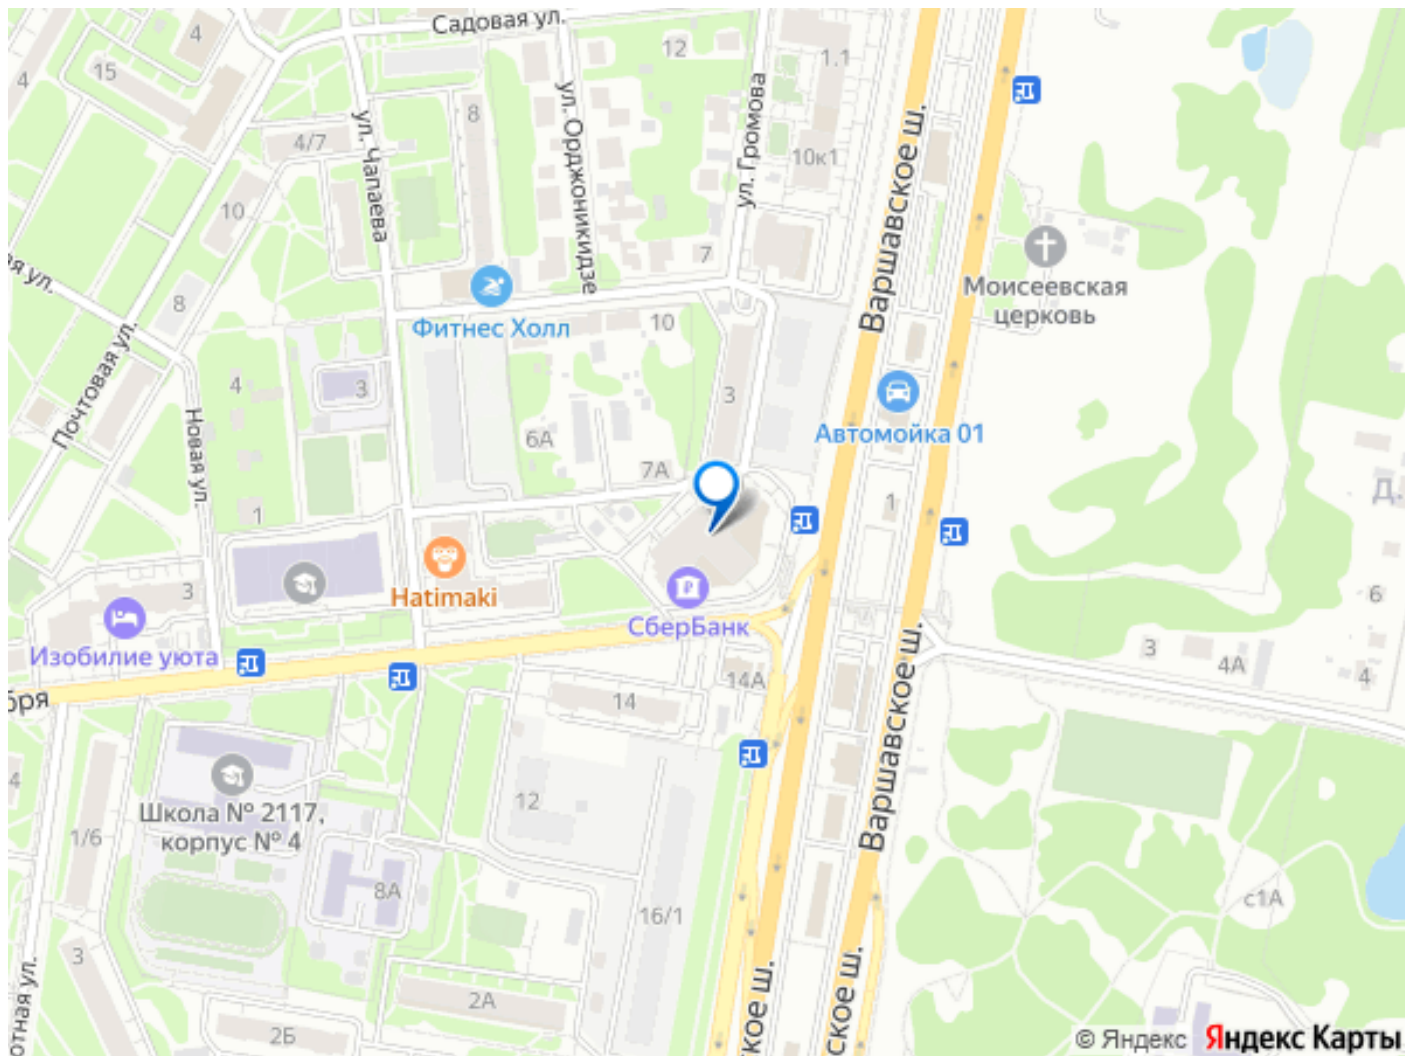 Садовая ул.
4
12
1.1
15
4
ул. Чапаева
8
ул. Орджоникидзе
ул. Громова
Варшавское ш.
4/7
10к1
10
7
Моисеевская
церковь
ая ул.
8
Фитнес Холл
10
Почтовая ул.
4
3
3
Новая ул.
6А
Автомойка 01
7А
Д.
1
1
3
Hatimaki
СберБанк
6
Изобилие уюта
3
4А
4
бря
14
14А
Варшавское ш.
4
12
Школа № 2117,
корпус № 4
1/6
8А
16/1
с1А
3
2А
отная ул.
2Б
кое ш.
ское ш.
© Яндекс Яндекс Карты